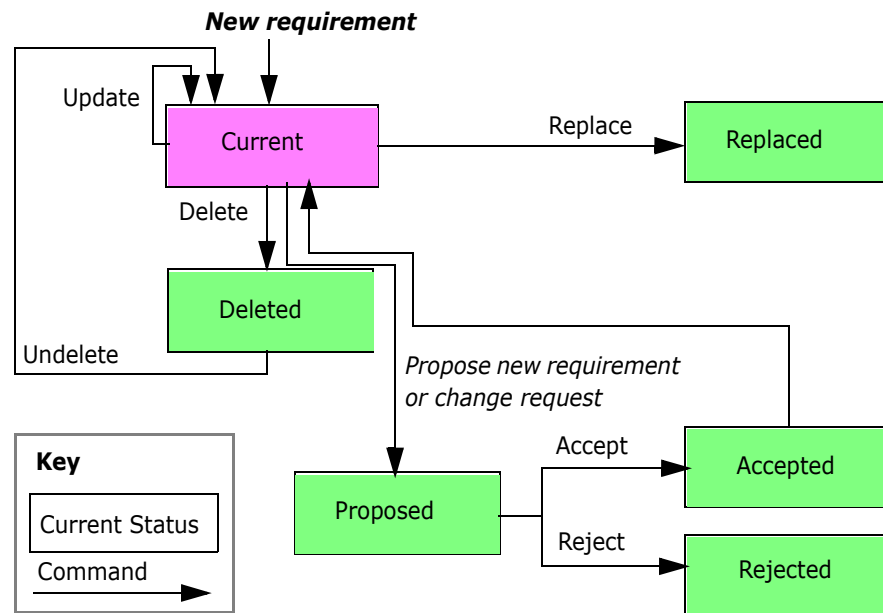 New requirement
Update
Current
Replace
Replaced
Delete
Deleted
Undelete
Propose new requirement
or change request
Key
Current Status
Command
Proposed
Accept
Accepted
Reject
Rejected